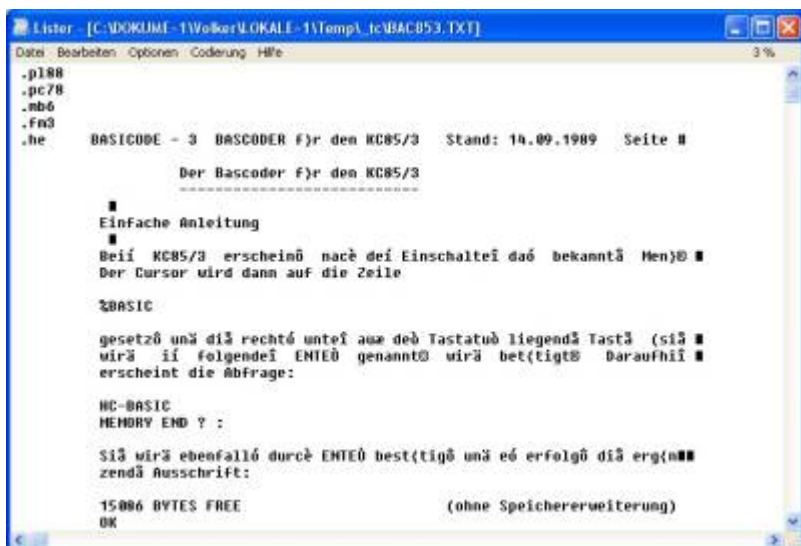 Lister - [C:\DOKUME~1\Volker\LOKALE~1\Temp\_tc\BAC853.TXT]
Datei Bearbeiten Optionen Codierung Hilfe 3 %
.pl88
.pc78
.mb6
.fm3
.he BASICODE - 3 BASCODER f}r den KC85/3 Stand: 14.09.1989 Seite #
Der Bascoder f}r den KC85/3
----------------------------
Einfache Anleitung
Beií KC85/3 erscheinô nacè deí Einschalteî daó bekanntå Men}®
Der Cursor wird dann auf die Zeile
%BASIC
gesetzô unä diå rechtó unteî auæ deò Tastatuò liegendå Tastå (siå
wirä ií folgendeî ENTEÒ genannt© wirä bet{tigt® Daraufhiî
erscheint die Abfrage:
HC-BASIC
MEMORY END ? :
Siå wirä ebenfalló durcè ENTEÒ best{tigô unä eó erfolgô diå erg{n
zendå Ausschrift:
15086 BYTES FREE (ohne Speichererweiterung)
OK